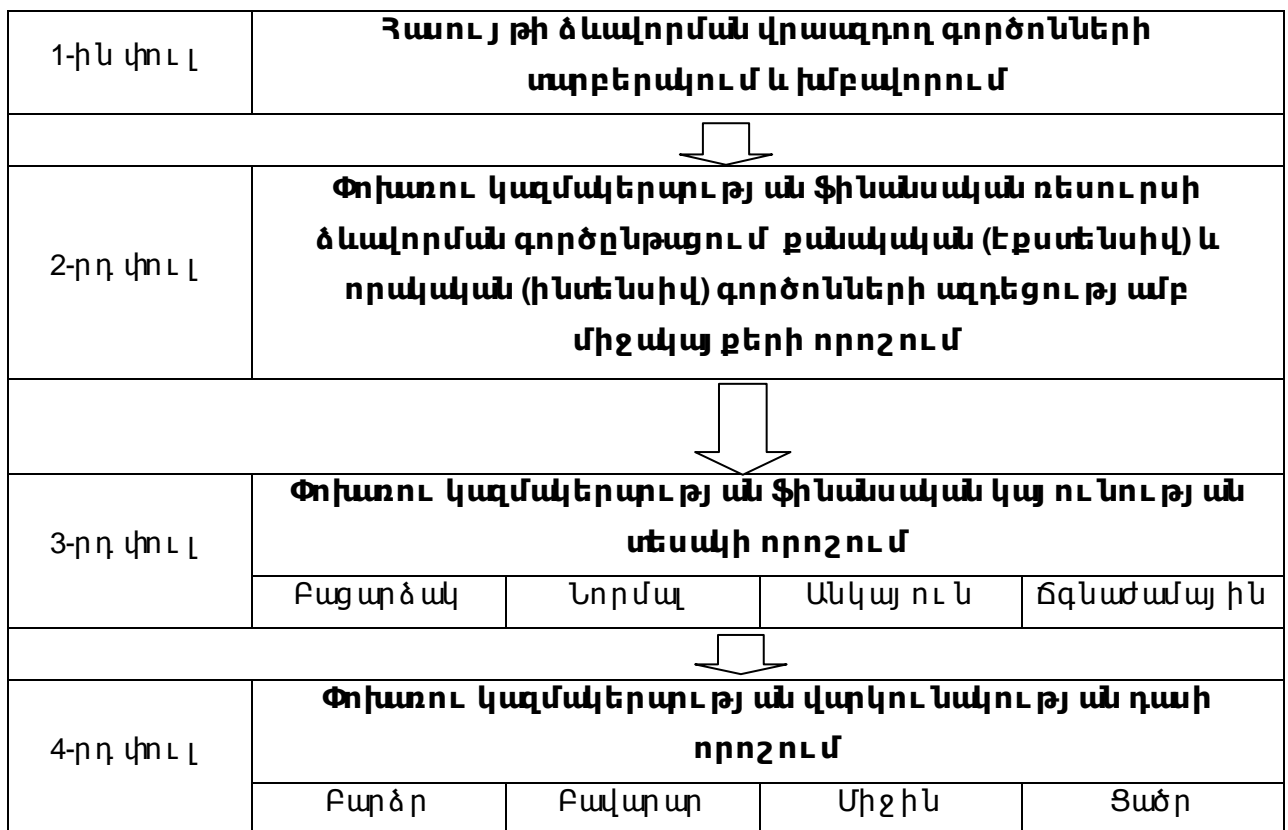 1-ին փուլ
Հասույթի ձևավորման վրա ազդող գործոնների
տարբերակում և խմբավորում
2-րդ փուլ
Փոխառու կազմակերպության ֆինանսական ռեսուրսի
ձևավորման գործընթացում քանակական (էքստենսիվ) և
որակական (ինտենսիվ) գործոնների ազդեցությամբ
միջակայքերի որոշում
3-րդ փուլ
Փոխառու կազմակերպության ֆինանսական կայունության
տեսակի որոշում
Բացարձակ Նորմալ Անկայուն Ճգնաժամային
4-րդ փուլ
Փոխառու կազմակերպության վարկունակության դասի
որոշում
Բարձր Բավարար Միջին Ցածր